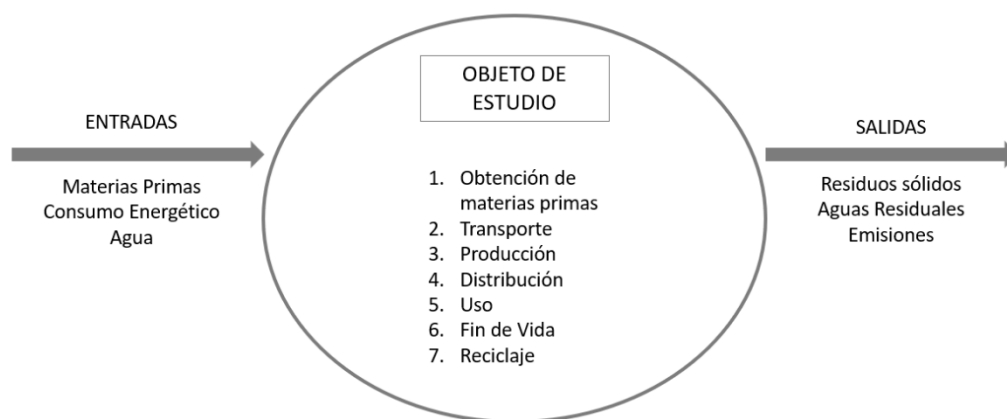 OBJETO DE
ESTUDIO
ENTRADAS
Materias Primas
Consumo Energético
Agua
1. Obtención de
materias primas
2. Transporte
3. Producción
4. Distribución
5. Uso
6. Fin de Vida
7. Reciclaje
SALIDAS
Residuos sólidos
Aguas Residuales
Emisiones